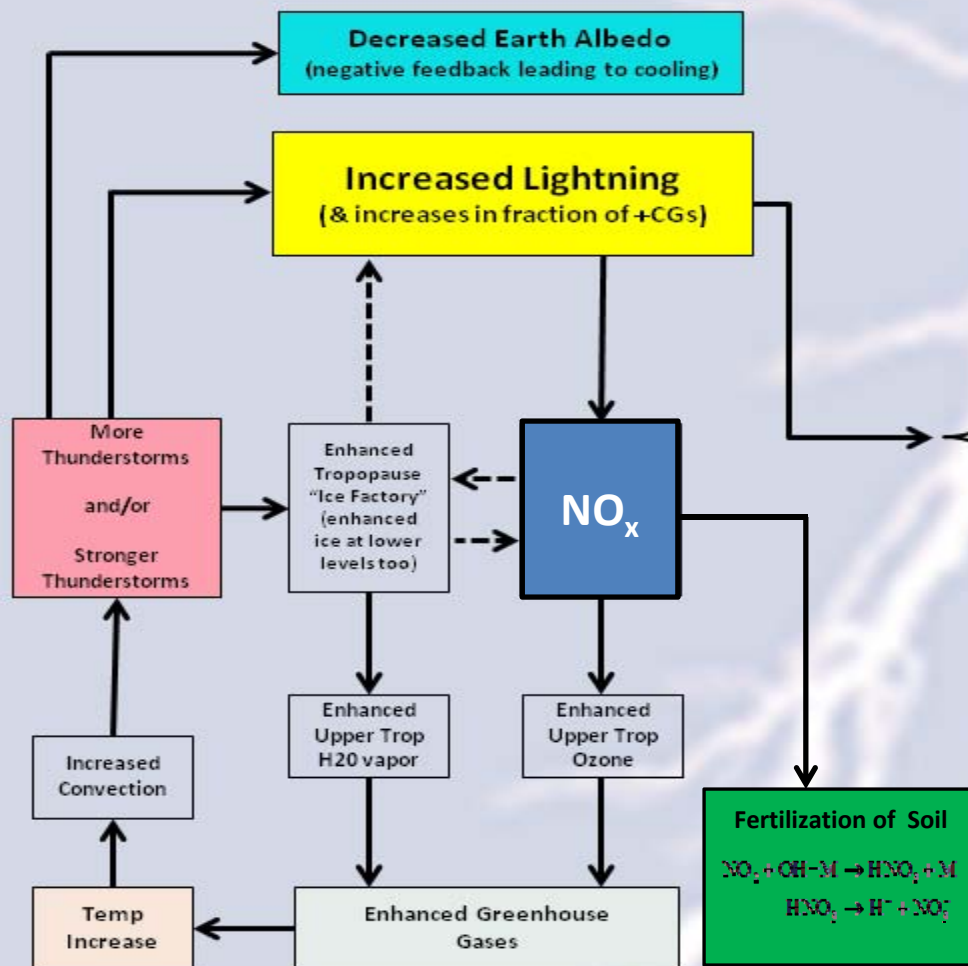 Decreased Earth Albedo
(negative feedback leading to cooling)
Increased Lightning
(& increases in fraction of +CGs)
More
Thunderstorms
and/or
Stronger
Thunderstorms
Enhanced
Tropopause
“Ice Factory”
(enhanced
ice at lower
levels too)
NOₓ
Enhanced
Upper Trop
H20 vapor
Enhanced
Upper Trop
Ozone
Increased
Convection
Temp
Increase
Enhanced Greenhouse
Gases
Fertilization of Soil
+ OH
→
+ M
→